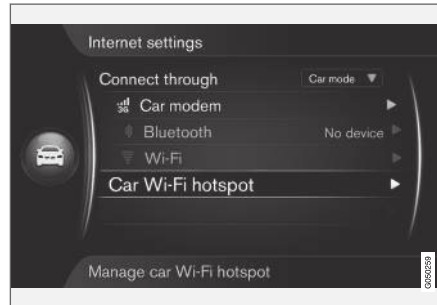 Internet settings
Connect through Car mode
3G Car modem
Bluetooth No device
Wi-Fi
Car Wi-Fi hotspot
Manage car Wi-Fi hotspot
G050259